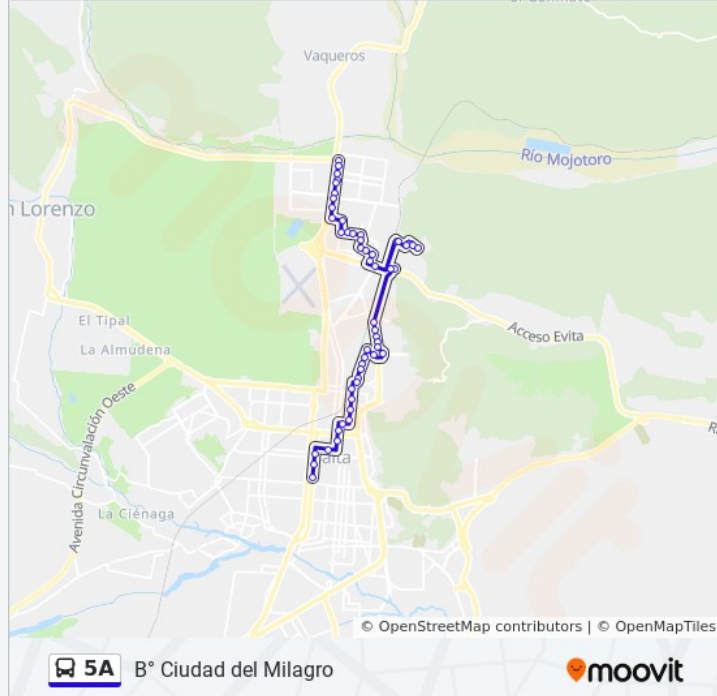 Vaqueros
Río Mojotoro
n Lorenzo
El Tipal
La Almudena
Acceso Evita
Avenida Circunvalación Oeste
alta
La Ciénaga
R
© OpenStreetMap contributors | © OpenMapTiles
5A B° Ciudad del Milagro
moovit